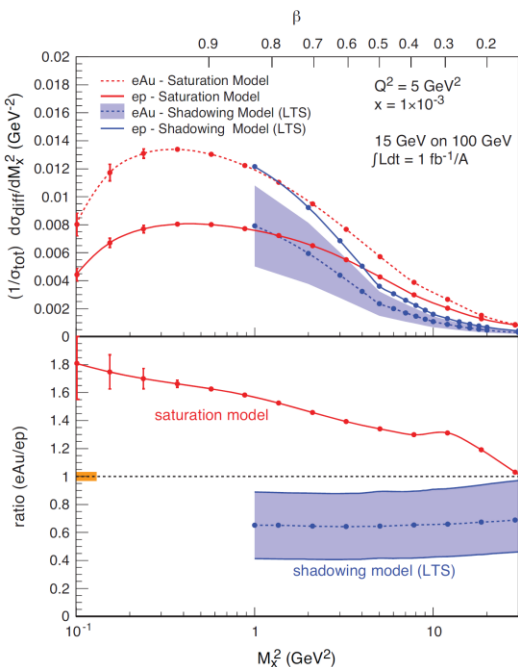 β
0.9 0.8 0.7 0.6 0.5 0.4 0.3 0.2
0.02
0.018
0.016
0.014
0.012
0.01
0.008
0.006
0.004
0.002
0
(1/σtot) dσdiff/dMx² (GeV⁻²)
eAu - Saturation Model
ep - Saturation Model
eAu - Shadowing Model (LTS)
ep - Shadowing Model (LTS)
Q² = 5 GeV²
x = 1×10⁻³
15 GeV on 100 GeV
∫Ldt = 1 fb⁻¹/A
1.8
1.6
1.4
1.2
1
0.8
0.6
0.4
0.2
0
ratio (eAu/ep)
saturation model
shadowing model (LTS)
10⁻¹ 1 10
Mx² (GeV²)